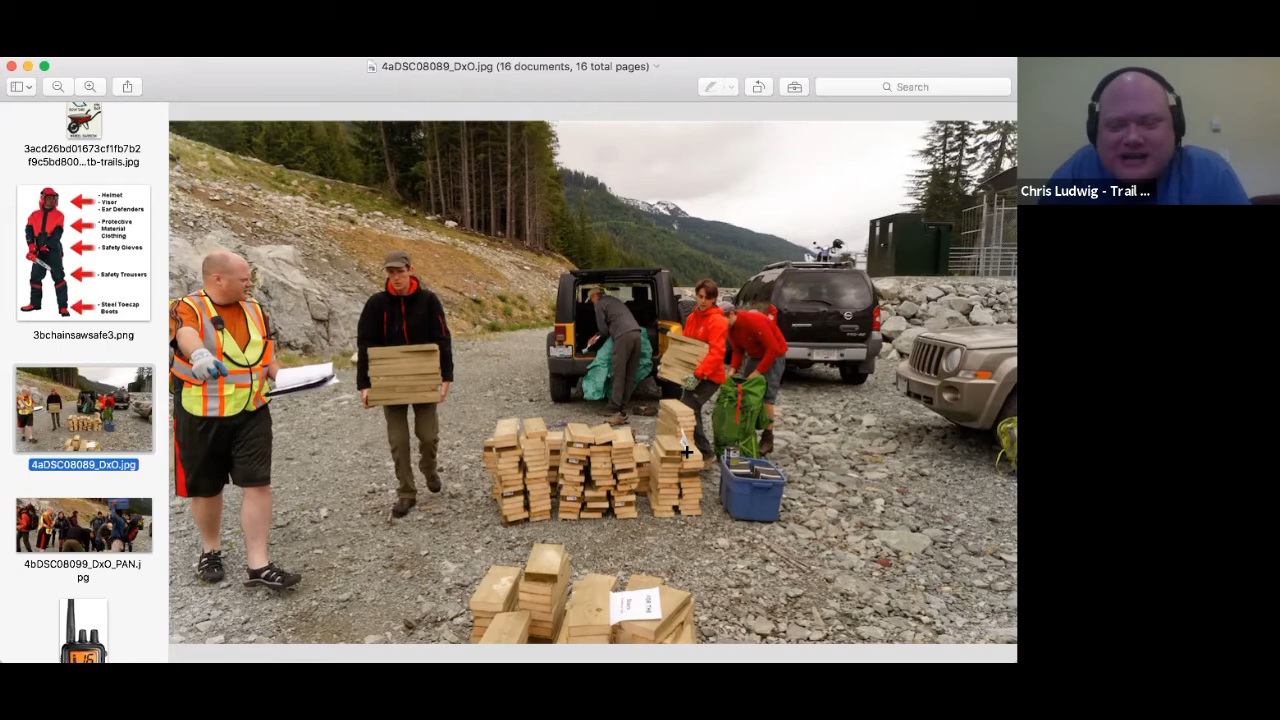 4aDSC08089_DxO.jpg (16 documents, 16 total pages)
Search
Chris Ludwig - Trail ...
3acd26bd01673cf1fb7b2
f9c5bd800...tb-trails.jpg
- Helmet
- Visor
- Ear Defenders
- Protective
Material
Clothing
- Safety Gloves
- Safety Trousers
- Steel Toecap
Boots
3bchainsawsafe3.png
4aDSC08089_DxO.jpg
4bDSC08099_DxO_PAN.j
pg
16